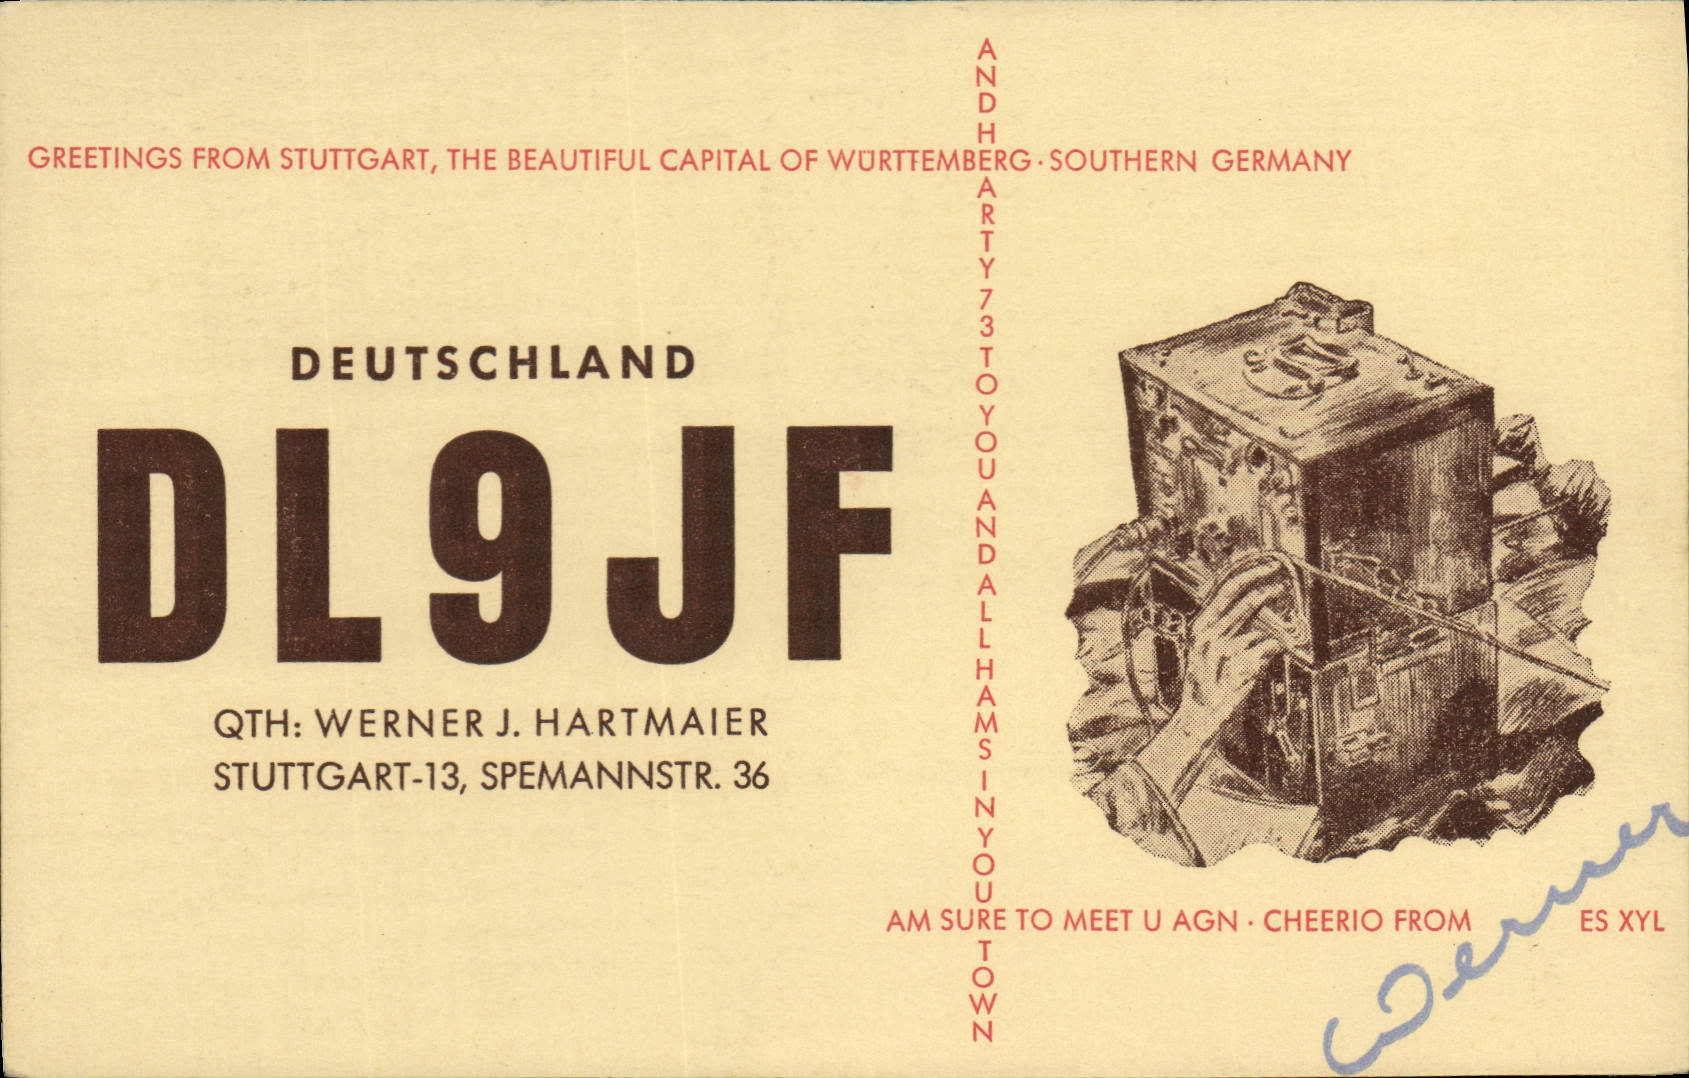 GREETINGS FROM STUTTGART, THE BEAUTIFUL CAPITAL OF WÜRTTEMBERG · SOUTHERN GERMANY
AND HEARTY 73 TO YOU AND ALL HAMS IN YOUR TOWN
DEUTSCHLAND
DL9JF
QTH: WERNER J. HARTMAIER
STUTTGART-13, SPEMANNSTR. 36
AM SURE TO MEET U AGN · CHEERIO FROM Werner ES XYL